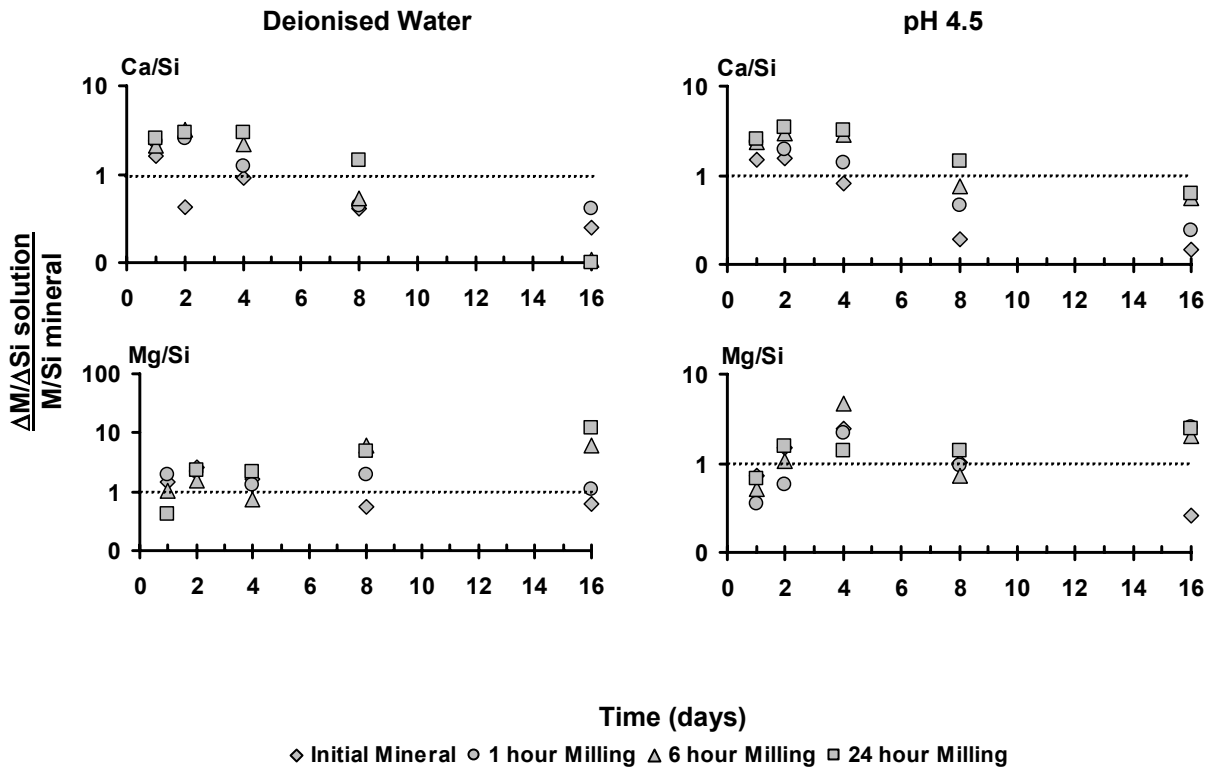 Deionised Water
pH 4.5
Ca/Si
10
1
0
0 2 4 6 8 10 12 14 16
Ca/Si
10
1
0
0 2 4 6 8 10 12 14 16
ΔM/ΔSi solution
M/Si mineral
Mg/Si
100
10
1
0
0 2 4 6 8 10 12 14 16
Mg/Si
10
1
0
0 2 4 6 8 10 12 14 16
Time (days)
Initial Mineral 1 hour Milling 6 hour Milling 24 hour Milling